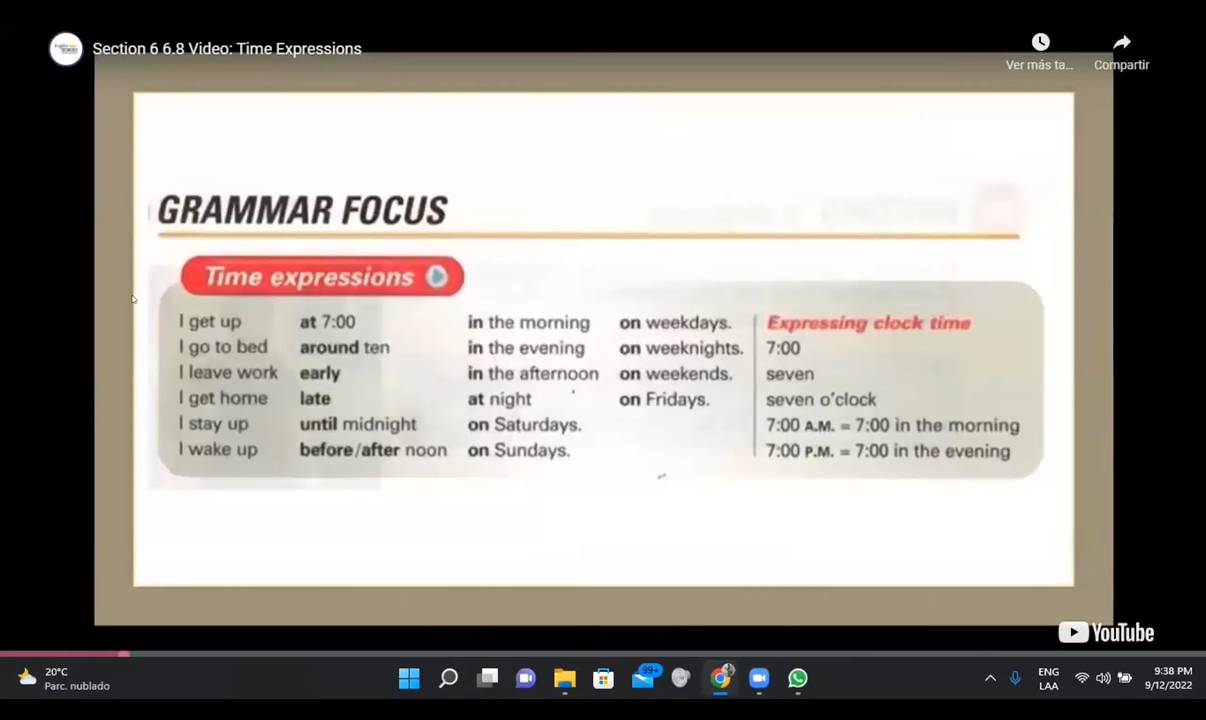 Section 6 6.8 Video: Time Expressions
Ver más ta...
Compartir
GRAMMAR FOCUS
Time expressions
I get up at 7:00 in the morning on weekdays.
I go to bed around ten in the evening on weeknights.
I leave work early in the afternoon on weekends.
I get home late at night on Fridays.
I stay up until midnight on Saturdays.
I wake up before/after noon on Sundays.
Expressing clock time
7:00
seven
seven o'clock
7:00 A.M. = 7:00 in the morning
7:00 P.M. = 7:00 in the evening
YouTube
20°C
Parc. nublado
99+
ENG
LAA
9:38 PM
9/12/2022